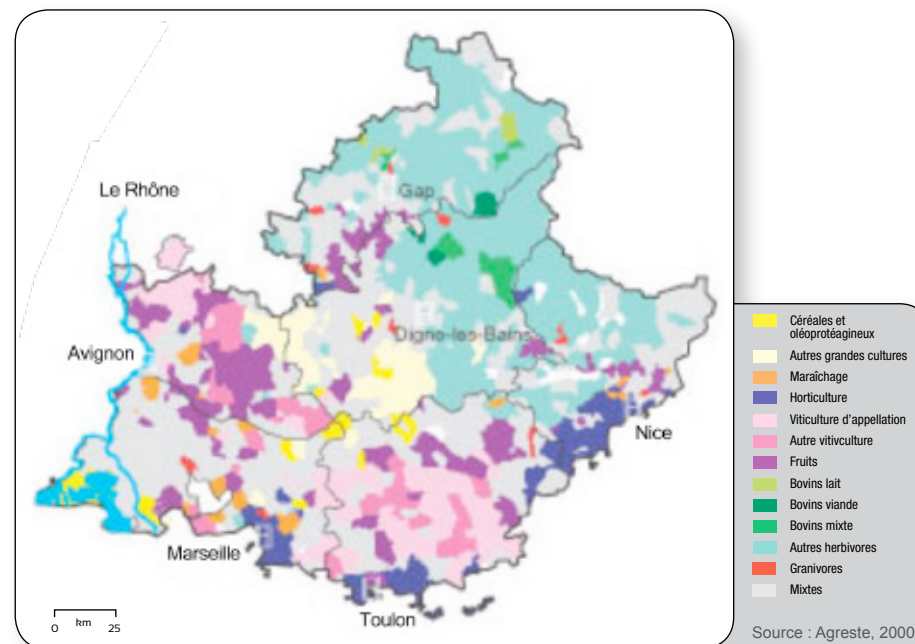 Le Rhône
Gap
Digne-les-Bains
Avignon
Nice
Marseille
Toulon
0 km 25
Céréales et
oléoprotéagineux
Autres grandes cultures
Maraîchage
Horticulture
Viticulture d'appellation
Autre vitivculture
Fruits
Bovins lait
Bovins viande
Bovins mixte
Autres herbivores
Granivores
Mixtes
Source : Agreste, 2000